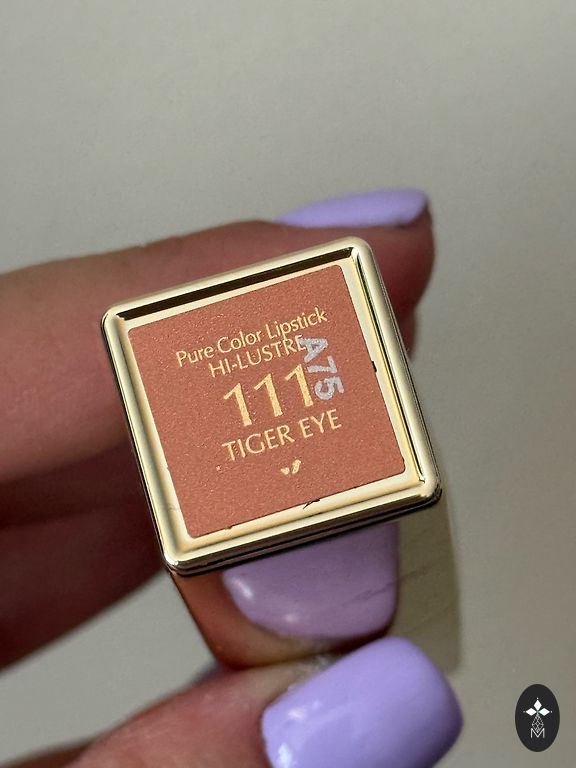 Pure Color Lipstick
HI-LUSTRE
A75
111
TIGER EYE
M